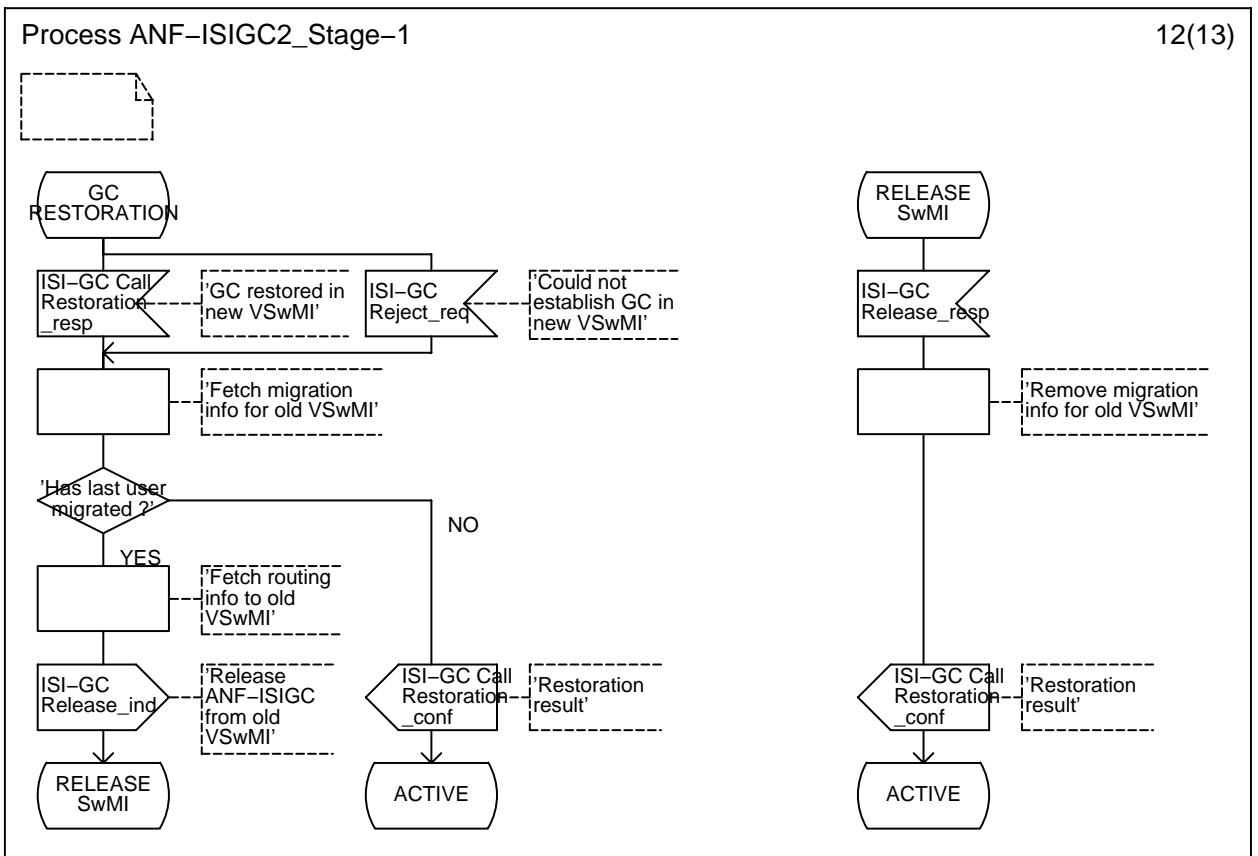 Process ANF−ISIGC2_Stage−1
12(13)
GC
RESTORATION
RELEASE
SwMI
ISI−GC Call
Restoration
_resp
'GC restored in
new VSwMI'
ISI−GC
Reject_req
'Could not
establish GC in
new VSwMI'
ISI−GC
Release_resp
'Fetch migration
info for old VSwMI'
'Remove migration
info for old VSwMI'
'Has last user
migrated ?'
NO
YES
'Fetch routing
info to old
VSwMI'
ISI−GC
Release_ind
'Release
ANF−ISIGC
from old
VSwMI'
ISI−GC Call
Restoration
_conf
'Restoration
result'
ISI−GC Call
Restoration
_conf
'Restoration
result'
RELEASE
SwMI
ACTIVE
ACTIVE